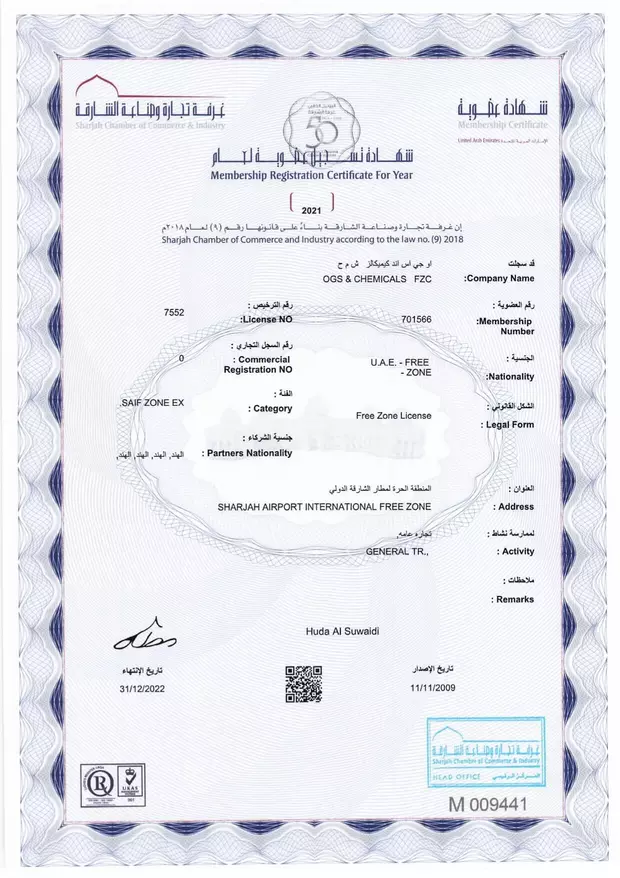 غرفة تجارة وصناعة الشارقة
Sharjah Chamber of Commerce & Industry
50
شهادة عضوية
Membership Certificate
United Arab Emirates الإمارات العربية المتحدة
شهادة تسجيل عضوية لعام
Membership Registration Certificate For Year
2021
إن غرفة تجارة وصناعة الشارقة بناءً على قانونها رقم (٩) لعام ٢٠١٨م
Sharjah Chamber of Commerce and Industry according to the law no. (9) 2018
قد سجلت
او جي اس اند كيميكالز ش م ح
:Company Name
OGS & CHEMICALS FZC
رقم العضوية :
701566
:Membership
Number
رقم الترخيص :
7552
:License NO
الجنسية :
U.A.E. - FREE
- ZONE
:Nationality
رقم السجل التجاري :
0
: Commercial
Registration NO
الشكل القانوني :
Free Zone License
: Legal Form
الفئة :
,SAIF ZONE EX
: Category
جنسية الشركاء :
: Partners Nationality
الهند, الهند, الهند, الهند,
العنوان :
المنطقة الحرة لمطار الشارقة الدولي
: Address
SHARJAH AIRPORT INTERNATIONAL FREE ZONE
لممارسة نشاط :
تجاره عامه,
: Activity
GENERAL TR.,
ملاحظات :
: Remarks
Huda Al Suwaidi
تاريخ الإصدار
11/11/2009
تاريخ الإنتهاء
31/12/2022
غرفة تجارة وصناعة الشارقة
Sharjah Chamber of Commerce & Industry
HEAD OFFICE المركز الرئيسي
R
UKAS
M 009441